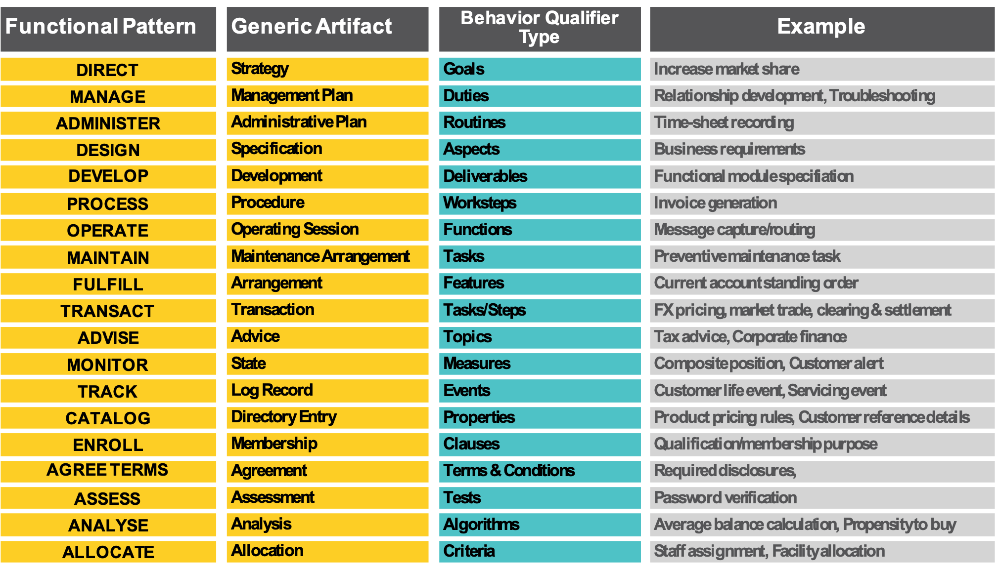 Functional Pattern Generic Artifact Behavior Qualifier Type Example
DIRECT Strategy Goals Increase market share
MANAGE Management Plan Duties Relationship development, Troubleshooting
ADMINISTER Administrative Plan Routines Time-sheet recording
DESIGN Specification Aspects Business requirements
DEVELOP Development Deliverables Functional module specifiation
PROCESS Procedure Worksteps Invoice generation
OPERATE Operating Session Functions Message capture/routing
MAINTAIN Maintenance Arrangement Tasks Preventive maintenance task
FULFILL Arrangement Features Current account standing order
TRANSACT Transaction Tasks/Steps FX pricing, market trade, clearing & settlement
ADVISE Advice Topics Tax advice, Corporate finance
MONITOR State Measures Composite position, Customer alert
TRACK Log Record Events Customer life event, Servicing event
CATALOG Directory Entry Properties Product pricing rules, Customer reference details
ENROLL Membership Clauses Qualification/membership purpose
AGREE TERMS Agreement Terms & Conditions Required disclosures,
ASSESS Assessment Tests Password verification
ANALYSE Analysis Algorithms Average balance calculation, Propensity to buy
ALLOCATE Allocation Criteria Staff assignment, Facility allocation